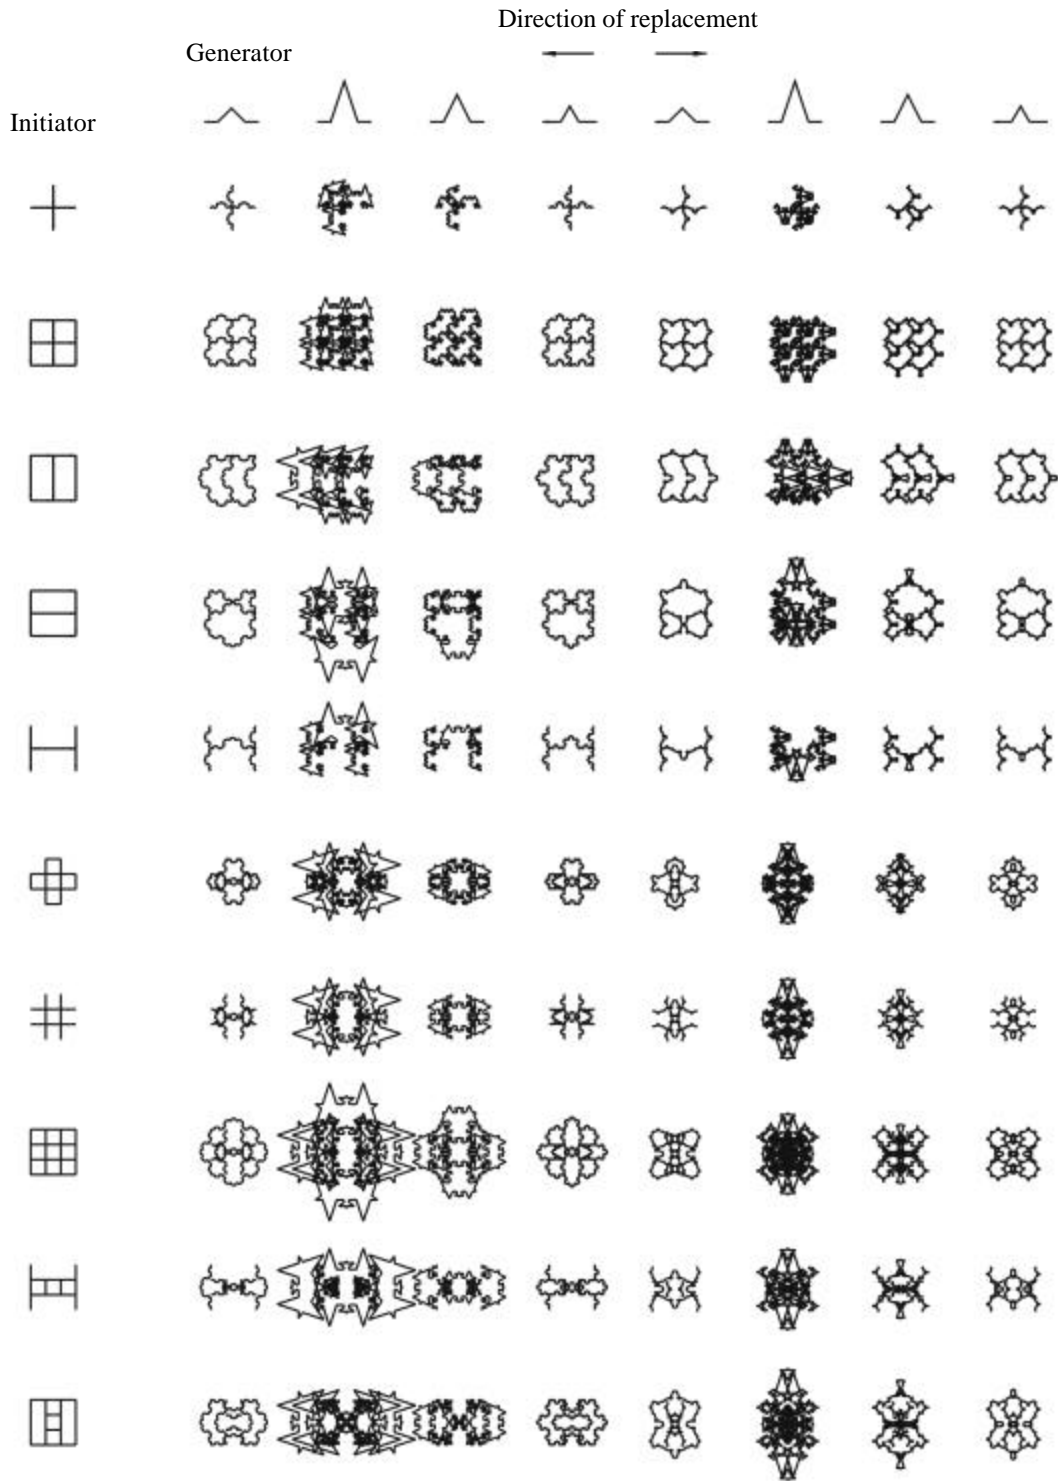 Direction of replacement
Generator
Initiator